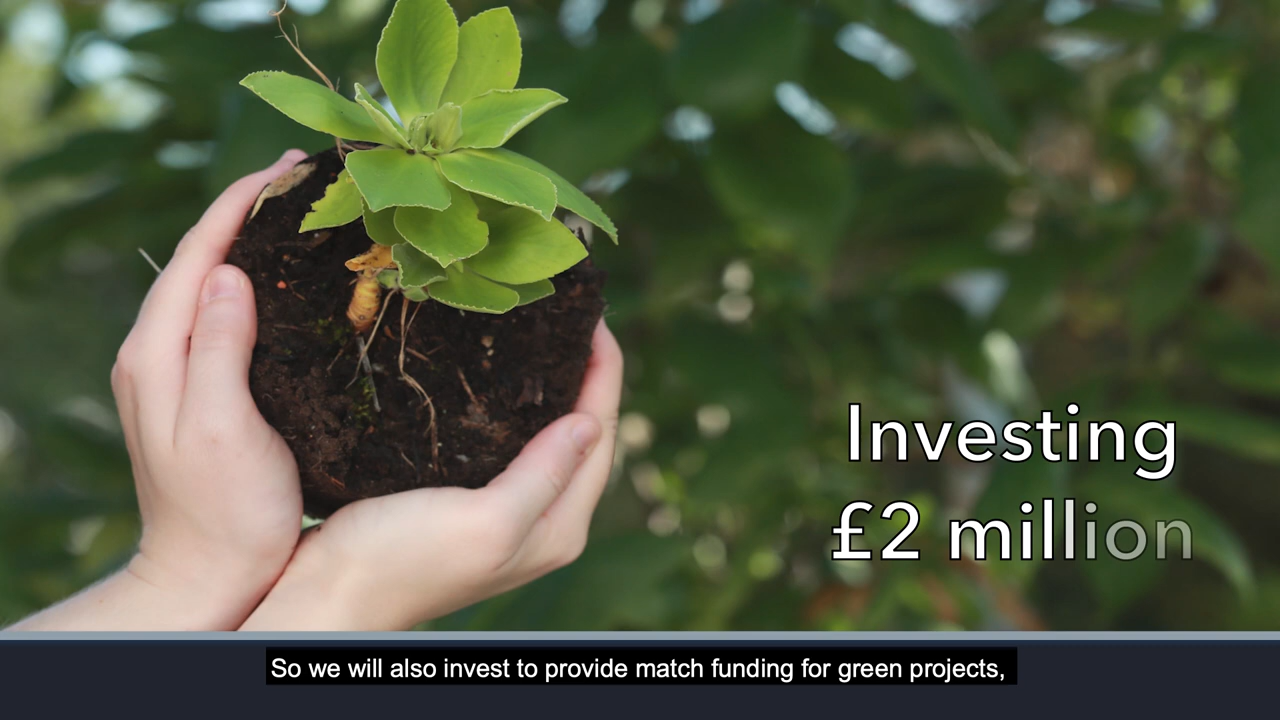 Investing
£2 million
So we will also invest to provide match funding for green projects,